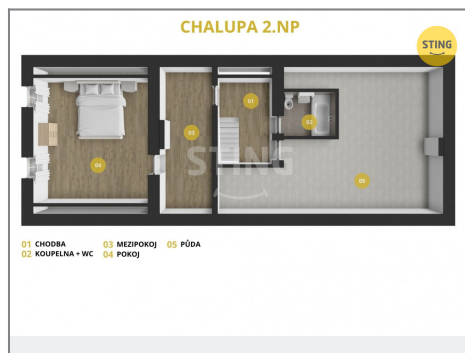 CHALUPA 2.NP
STING
01
03
02
04
STING
05
01 CHODBA 03 MEZIPOKOJ 05 PŮDA
02 KOUPELNA + WC 04 POKOJ